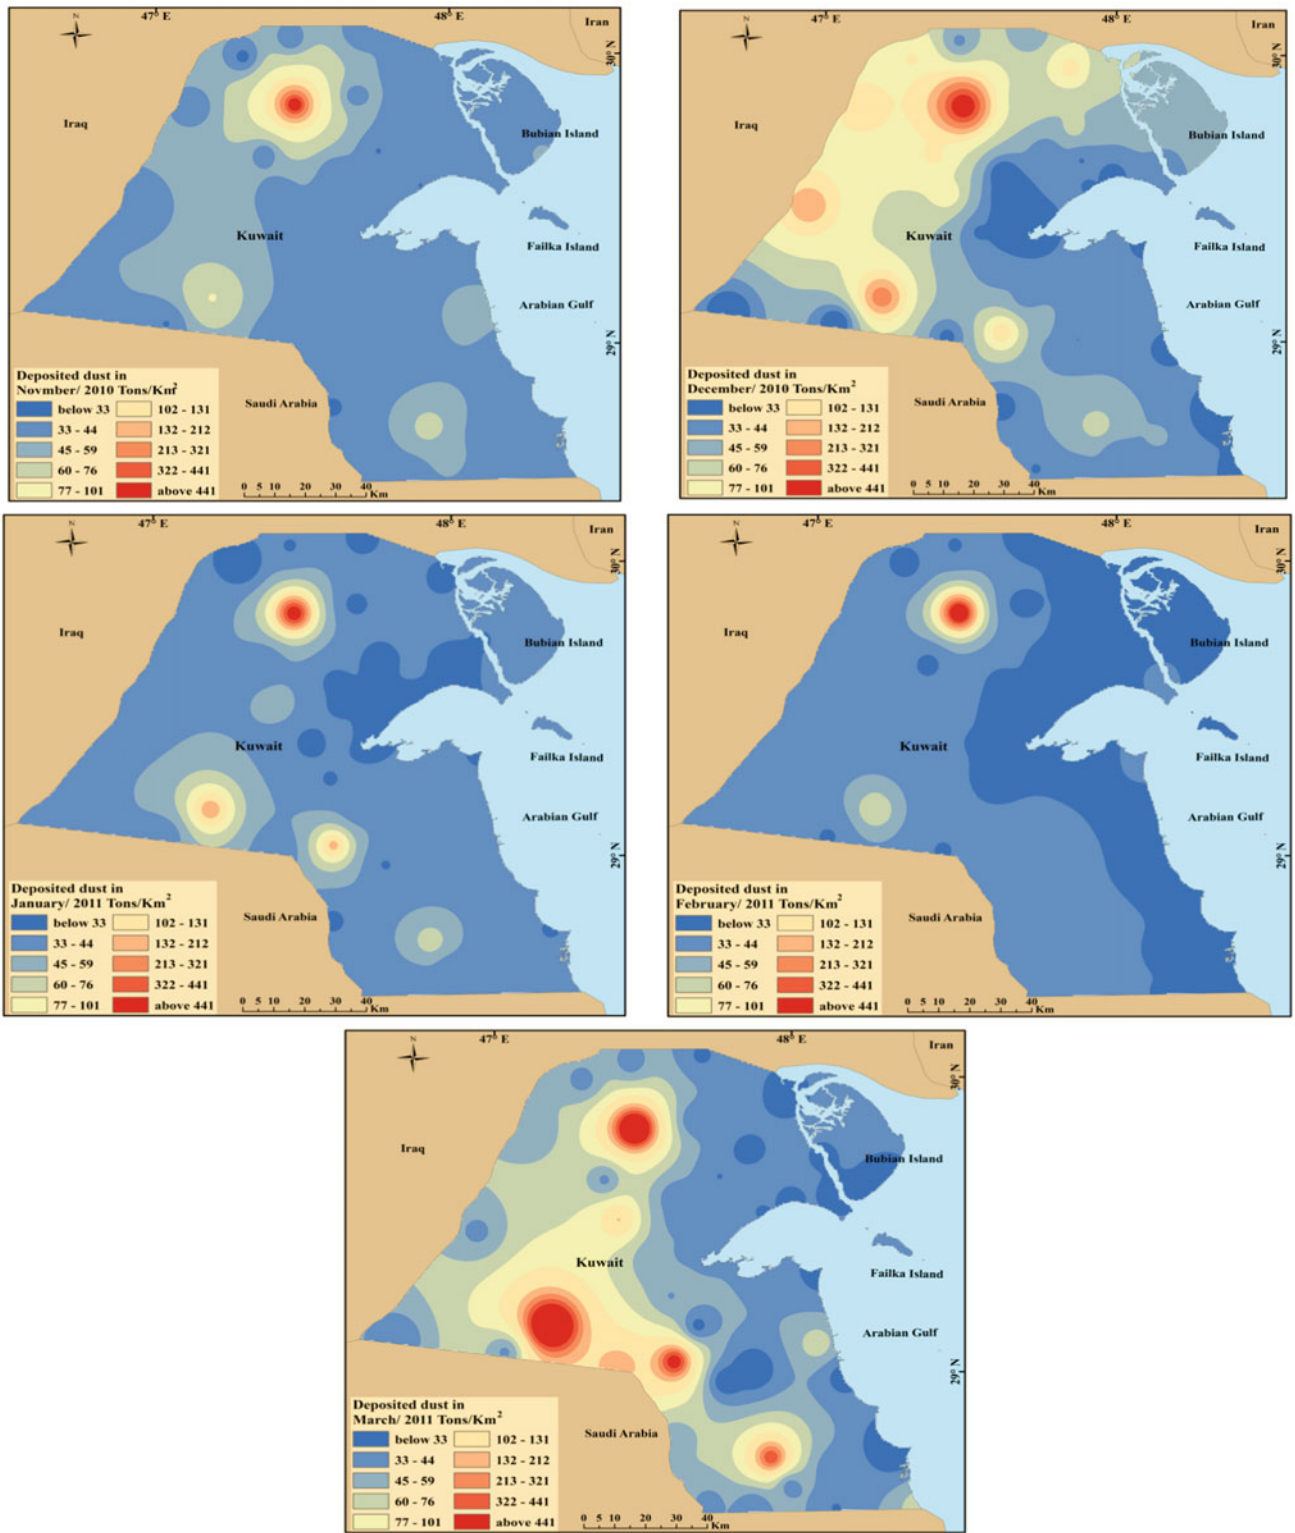 47° E
48° E
Iran
N
30° N
Iraq
Bubian Island
Kuwait
Failka Island
Arabian Gulf
29° N
Saudi Arabia
Deposited dust in
Novmber/ 2010 Tons/Km2
below 33 102 - 131
33 - 44 132 - 212
45 - 59 213 - 321
60 - 76 322 - 441
77 - 101 above 441
0 5 10 20 30 40 Km
47° E
48° E
Iran
N
30° N
Iraq
Bubian Island
Kuwait
Failka Island
Arabian Gulf
29° N
Saudi Arabia
Deposited dust in
December/ 2010 Tons/Km2
below 33 102 - 131
33 - 44 132 - 212
45 - 59 213 - 321
60 - 76 322 - 441
77 - 101 above 441
0 5 10 20 30 40 Km
47° E
48° E
Iran
N
30° N
Iraq
Bubian Island
Kuwait
Failka Island
Arabian Gulf
29° N
Saudi Arabia
Deposited dust in
January/ 2011 Tons/Km2
below 33 102 - 131
33 - 44 132 - 212
45 - 59 213 - 321
60 - 76 322 - 441
77 - 101 above 441
0 5 10 20 30 40 Km
47° E
48° E
Iran
N
30° N
Iraq
Bubian Island
Kuwait
Failka Island
Arabian Gulf
29° N
Saudi Arabia
Deposited dust in
February/ 2011 Tons/Km2
below 33 102 - 131
33 - 44 132 - 212
45 - 59 213 - 321
60 - 76 322 - 441
77 - 101 above 441
0 5 10 20 30 40 Km
47° E
48° E
Iran
N
30° N
Iraq
Bubian Island
Kuwait
Failka Island
Arabian Gulf
29° N
Saudi Arabia
Deposited dust in
March/ 2011 Tons/Km2
below 33 102 - 131
33 - 44 132 - 212
45 - 59 213 - 321
60 - 76 322 - 441
77 - 101 above 441
0 5 10 20 30 40 Km